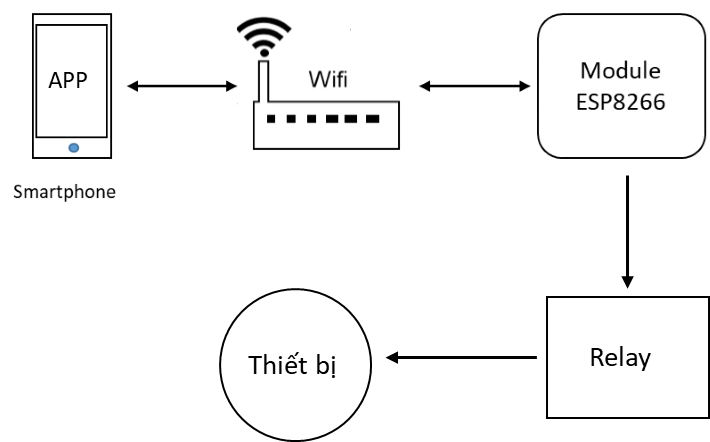 APP
Wifi
Module
ESP8266
Smartphone
Thiết bị
Relay